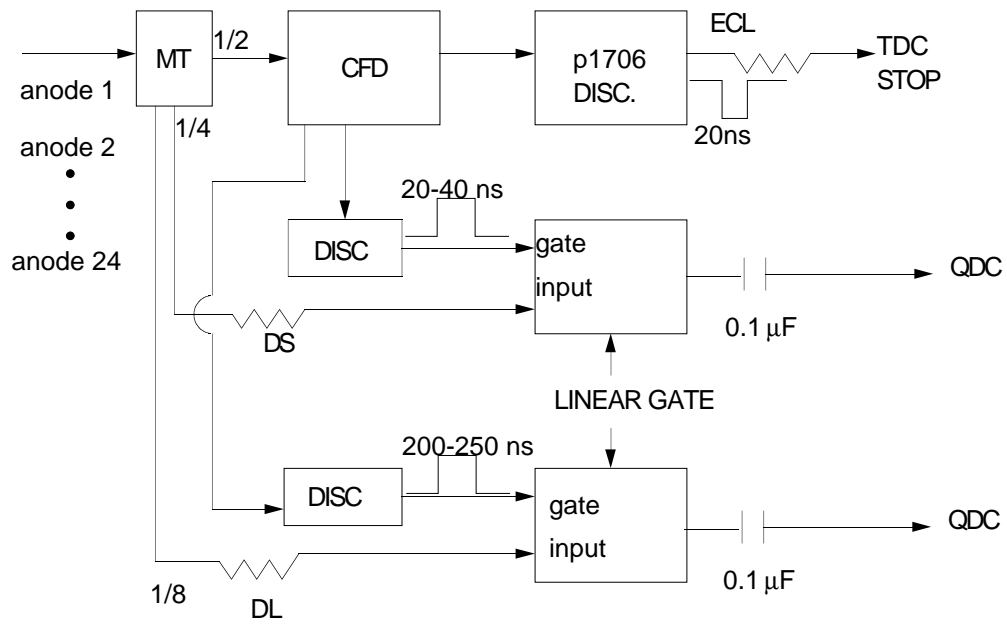 ECL
MT
1/2
CFD
p1706
DISC.
TDC
STOP
anode 1
1/4
20ns
anode 2
20-40 ns
anode 24
DISC
gate
input
QDC
0.1 μF
DS
LINEAR GATE
200-250 ns
DISC
gate
input
QDC
0.1 μF
1/8
DL